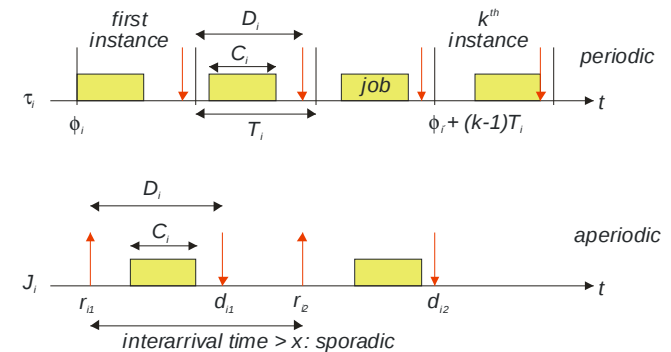 first instance
D_i
k^th instance
C_i
periodic
job
τ_i
t
ϕ_i
T_i
ϕ_i + (k-1)T_i
D_i
C_i
aperiodic
J_i
t
r_i1
d_i1
r_i2
d_i2
interarrival time > x: sporadic